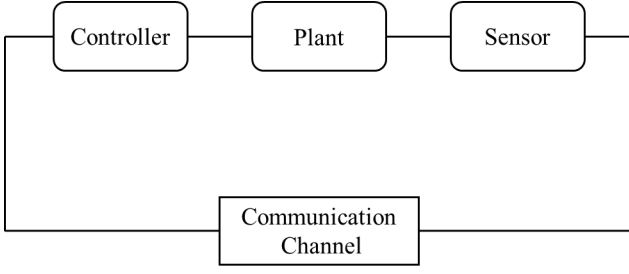 Controller
Plant
Sensor
Communication
Channel